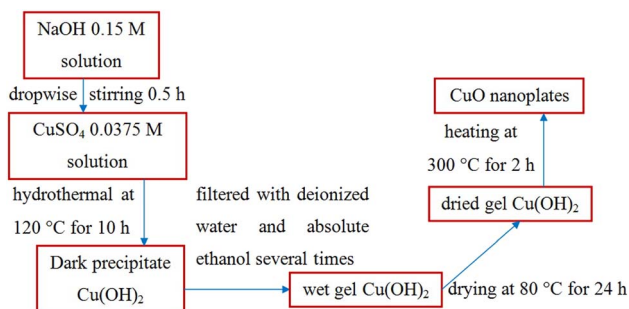 NaOH 0.15 M
solution
dropwise stirring 0.5 h
CuSO₄ 0.0375 M
solution
hydrothermal at
120 °C for 10 h
Dark precipitate
Cu(OH)₂
filtered with deionized
water and absolute
ethanol several times
wet gel Cu(OH)₂
drying at 80 °C for 24 h
dried gel Cu(OH)₂
heating at
300 °C for 2 h
CuO nanoplates